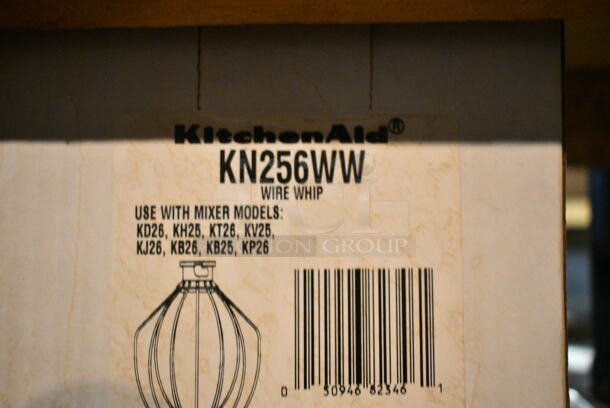 KitchenAid®
KN256WW
WIRE WHIP
USE WITH MIXER MODELS:
KD26, KH25, KT26, KV25,
KJ26, KB26, KB25, KP26
GROUP
0 50946 82346 1